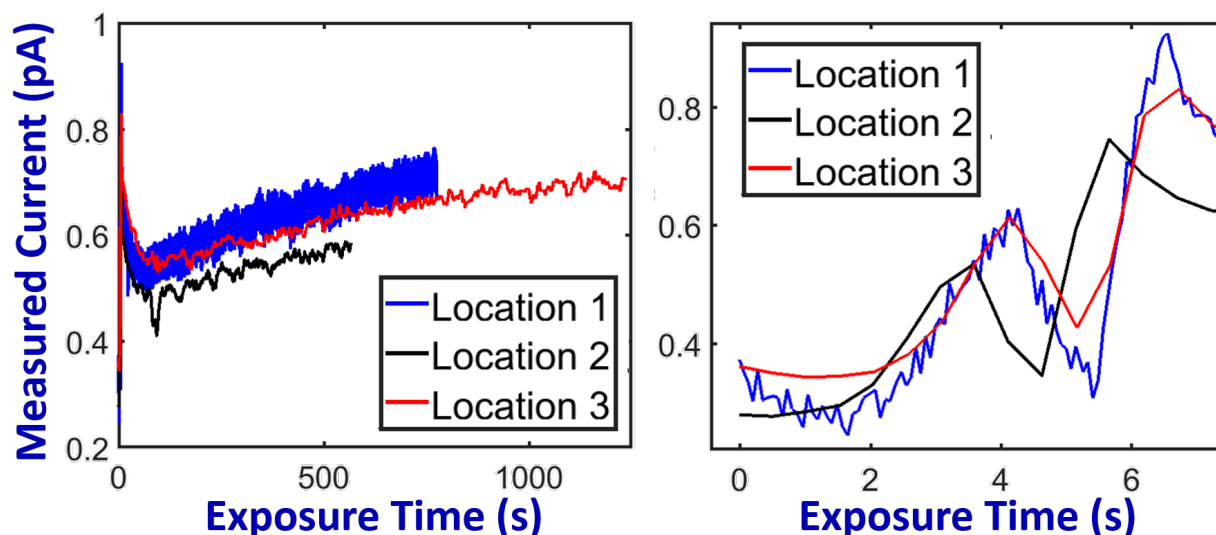 Measured Current (pA)
1
0.8
0.6
0.4
0.2
0
500
1000
Exposure Time (s)
Location 1
Location 2
Location 3
0.8
0.6
0.4
0
2
4
6
Exposure Time (s)
Location 1
Location 2
Location 3